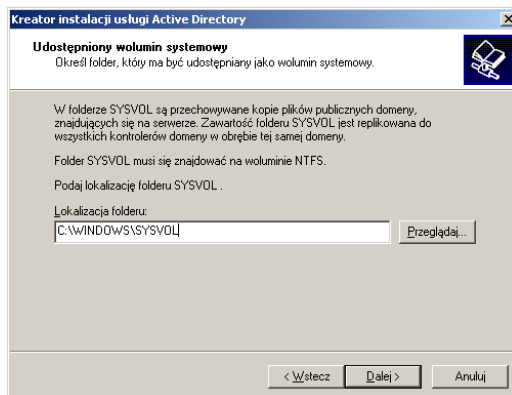 Kreator instalacji usługi Active Directory
Udostępniony wolumin systemowy
Określ folder, który ma być udostępniany jako wolumin systemowy.
W folderze SYSVOL są przechowywane kopie plików publicznych domeny,
znajdujących się na serwerze. Zawartość folderu SYSVOL jest replikowana do
wszystkich kontrolerów domeny w obrębie tej samej domeny.
Folder SYSVOL musi się znajdować na woluminie NTFS.
Podaj lokalizację folderu SYSVOL .
Lokalizacja folderu:
C:\WINDOWS\SYSVOL
Przeglądaj...
< Wstecz
Dalej >
Anuluj